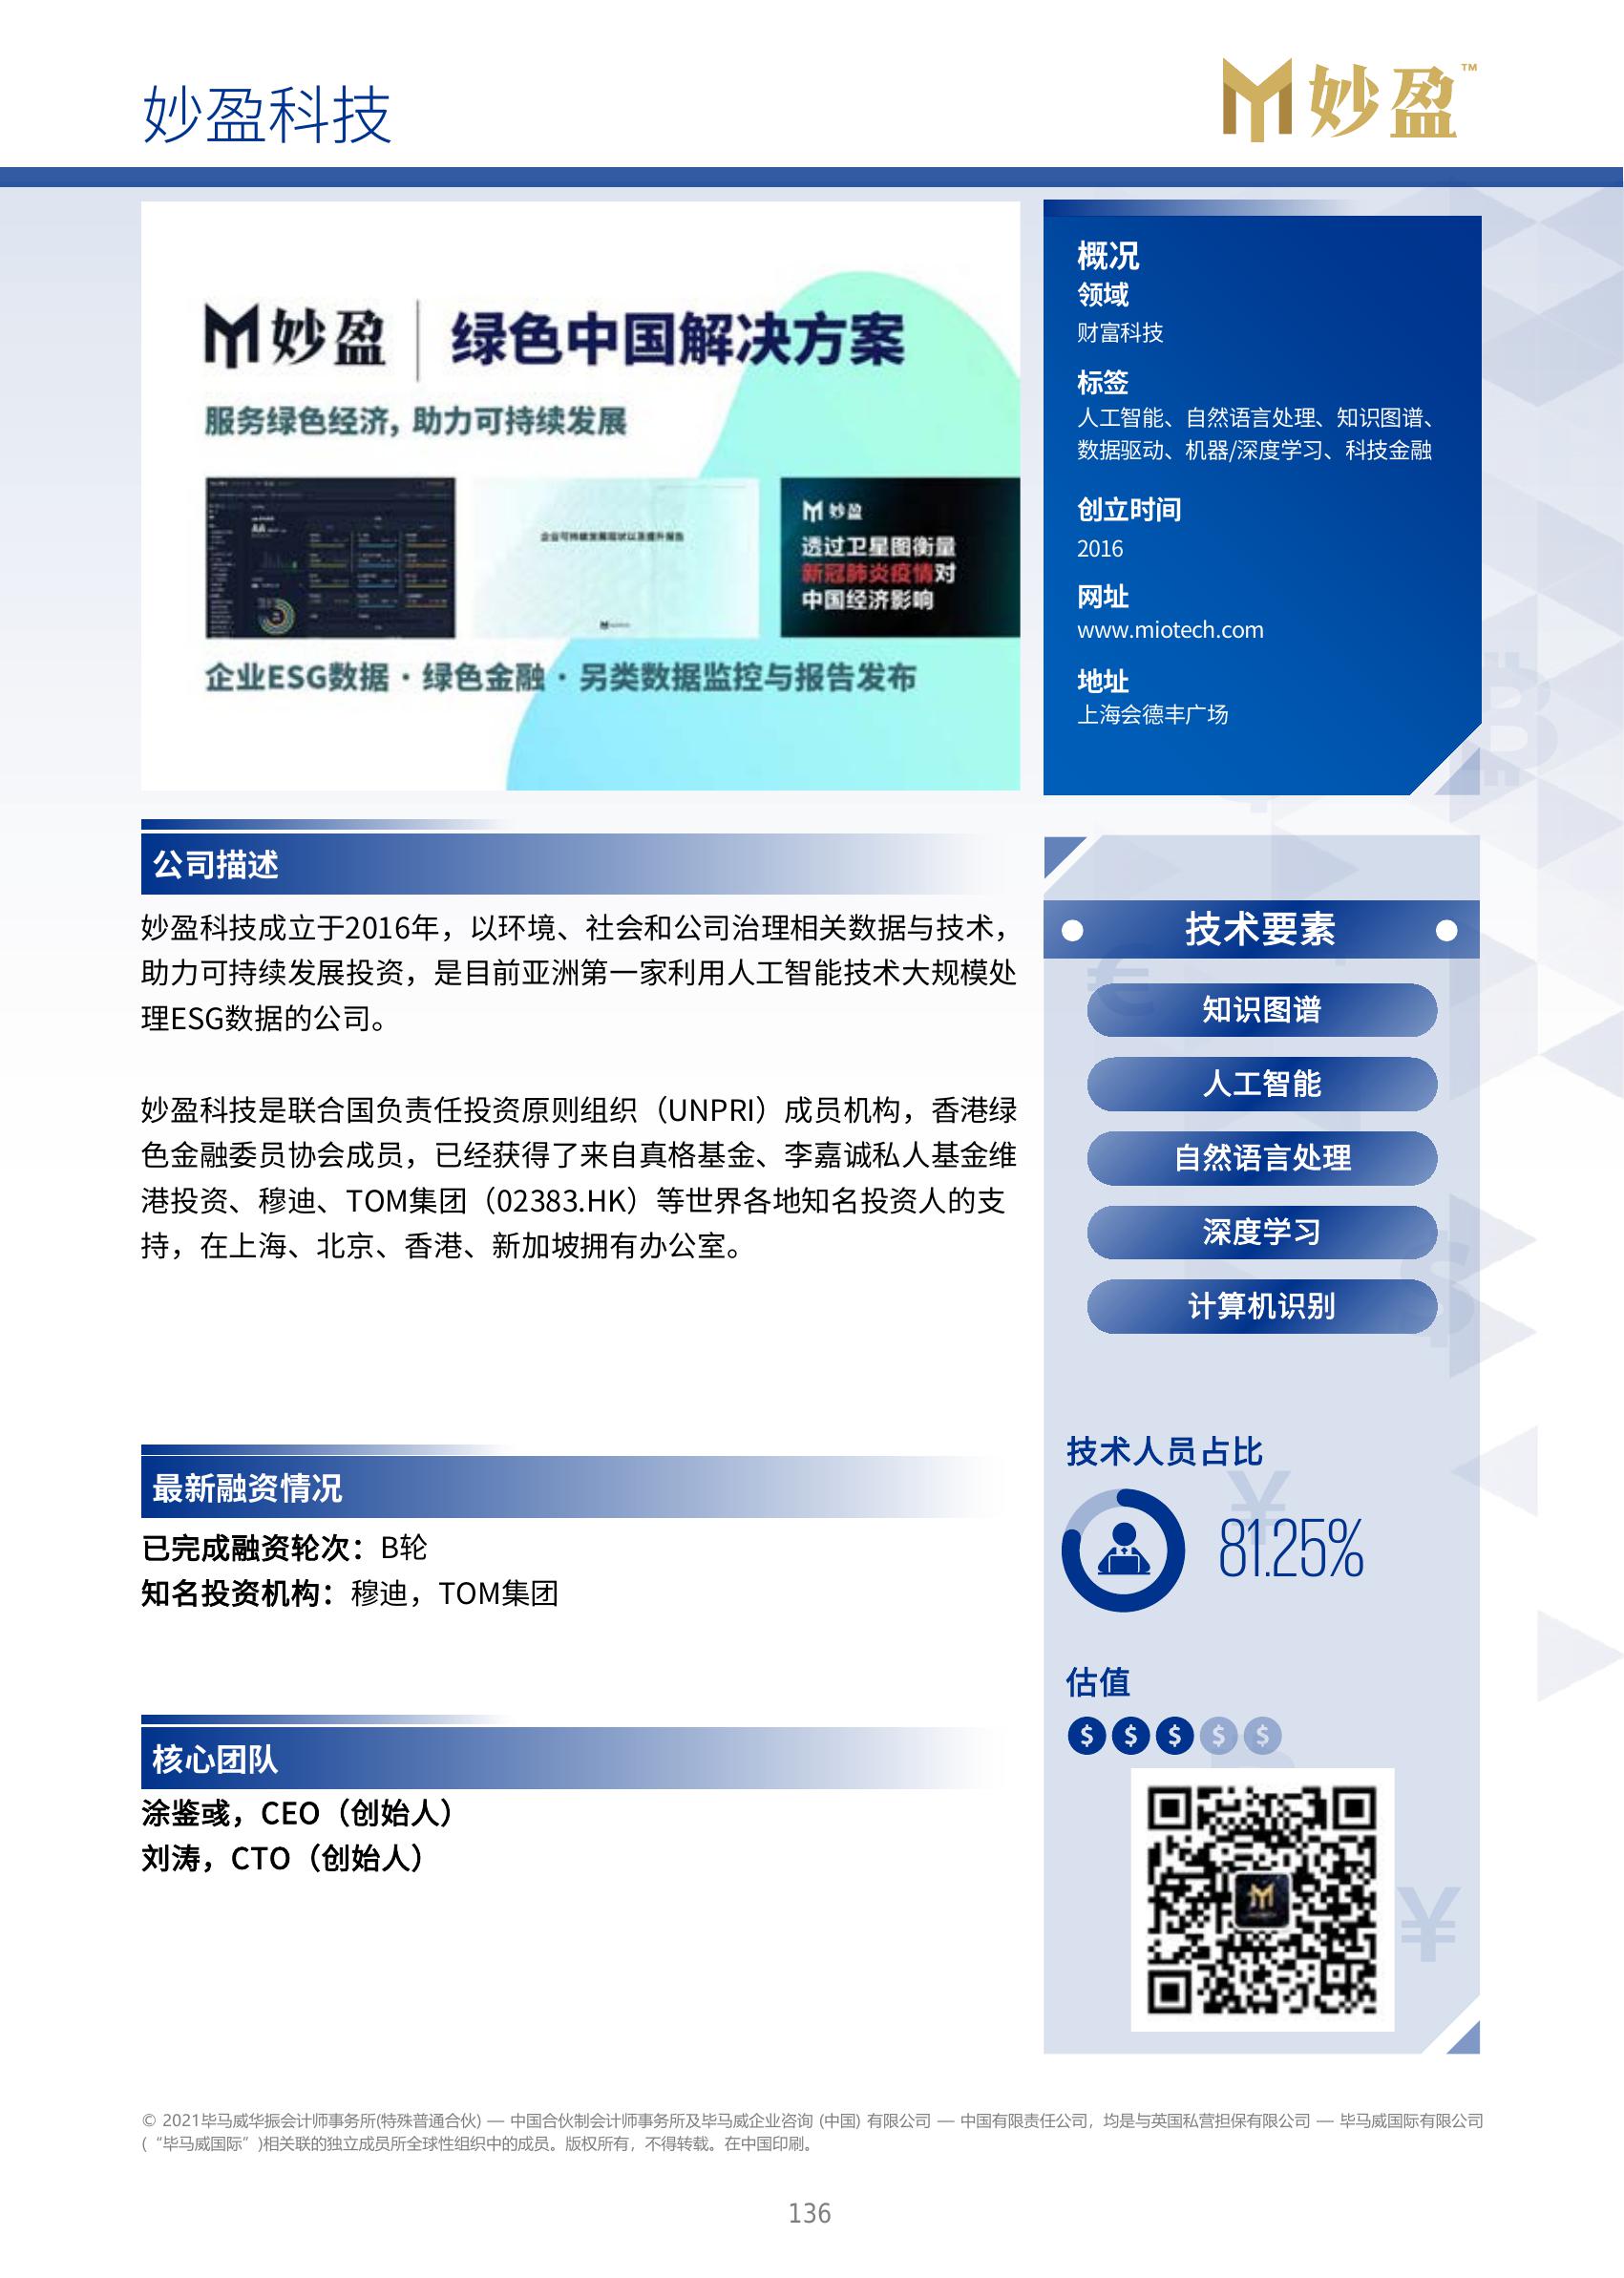 妙盈科技
妙盈™
妙盈
绿色中国解决方案
服务绿色经济，助力可持续发展
企业可持续发展现状以及提升报告
妙盈
透过卫星图衡量
新冠肺炎疫情对
中国经济影响
企业ESG数据 · 绿色金融 · 另类数据监控与报告发布
概况
领域
财富科技
标签
人工智能、自然语言处理、知识图谱、
数据驱动、机器/深度学习、科技金融
创立时间
2016
网址
www.miotech.com
地址
上海会德丰广场
公司描述
妙盈科技成立于2016年，以环境、社会和公司治理相关数据与技术，
助力可持续发展投资，是目前亚洲第一家利用人工智能技术大规模处
理ESG数据的公司。
妙盈科技是联合国负责任投资原则组织（UNPRI）成员机构，香港绿
色金融委员协会成员，已经获得了来自真格基金、李嘉诚私人基金维
港投资、穆迪、TOM集团（02383.HK）等世界各地知名投资人的支
持，在上海、北京、香港、新加坡拥有办公室。
最新融资情况
已完成融资轮次：B轮
知名投资机构：穆迪，TOM集团
核心团队
涂鉴彧，CEO（创始人）
刘涛，CTO（创始人）
技术要素
知识图谱
人工智能
自然语言处理
深度学习
计算机识别
技术人员占比
81.25%
估值
© 2021毕马威华振会计师事务所(特殊普通合伙) — 中国合伙制会计师事务所及毕马威企业咨询 (中国) 有限公司 — 中国有限责任公司，均是与英国私营担保有限公司 — 毕马威国际有限公司
(“毕马威国际”)相关联的独立成员所全球性组织中的成员。版权所有，不得转载。在中国印刷。
136